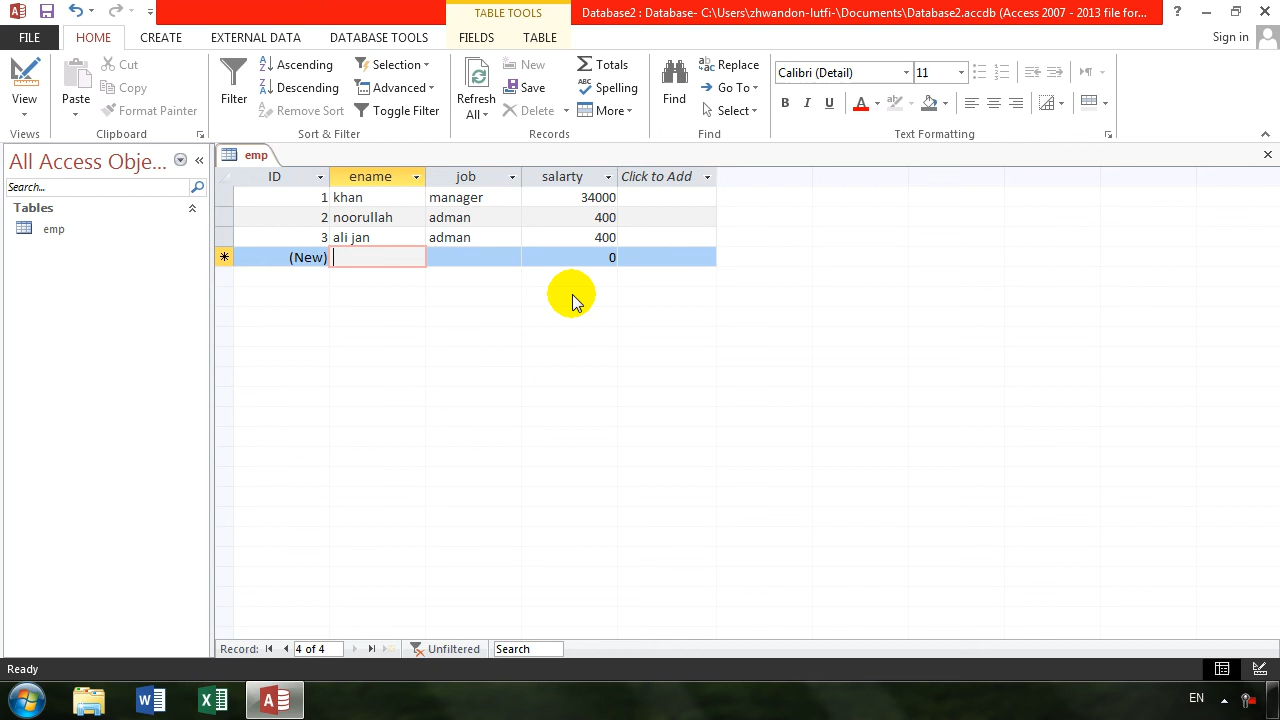 TABLE TOOLS
Database2 : Database- C:\Users\zhwandon-lutfi-\Documents\Database2.accdb (Access 2007 - 2013 file for...
?
FILE
HOME
CREATE
EXTERNAL DATA
DATABASE TOOLS
FIELDS
TABLE
Sign in
View
Paste
Cut
Copy
Format Painter
Filter
Ascending
Descending
Remove Sort
Selection
Advanced
Toggle Filter
Refresh
All
New
Save
Delete
Totals
Spelling
More
Find
Replace
Go To
Select
Calibri (Detail)
11
B I U
Views
Clipboard
Sort & Filter
Records
Find
Text Formatting
All Access Obje...
Search...
Tables
emp
emp
ID ename job salarty Click to Add
1 khan manager 34000
2 noorullah adman 400
3 ali jan adman 400
(New) 0
Record: 4 of 4 Unfiltered Search
Ready
EN